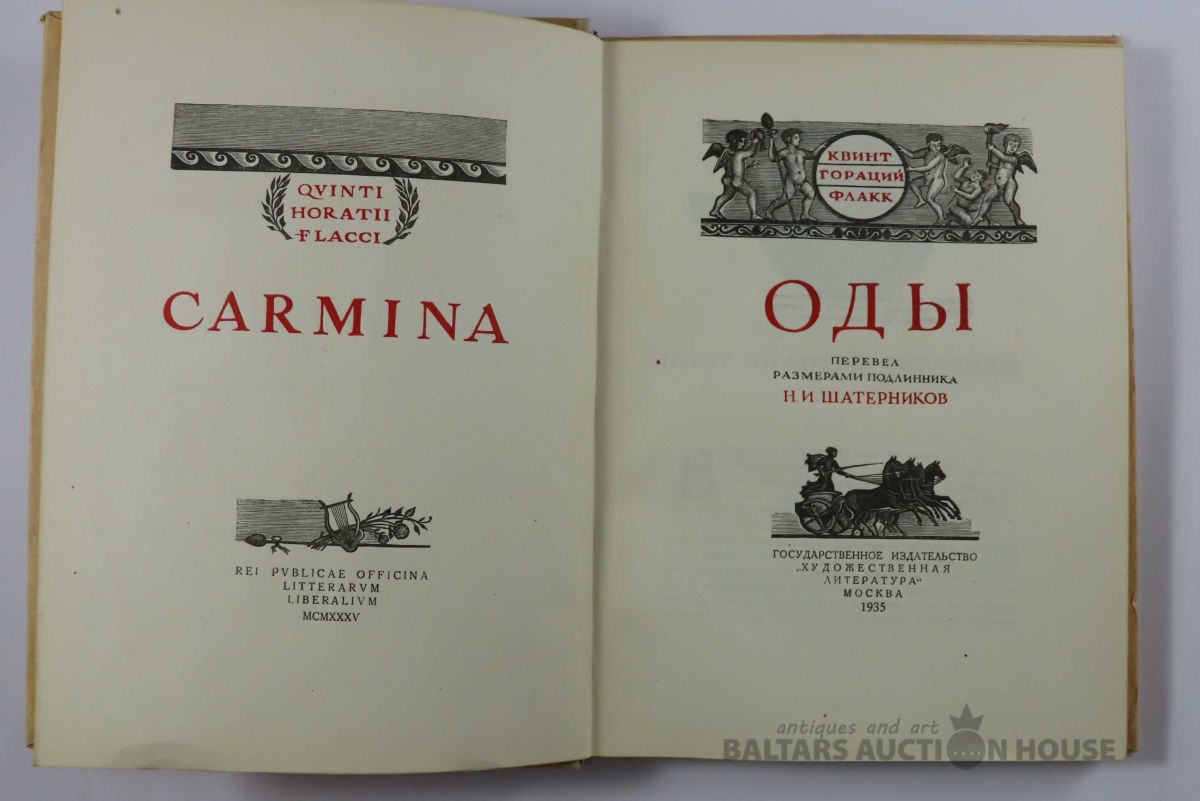 QVINTI
HORATII
FLACCI
CARMINA
REI PVBLICAE OFFICINA
LITTERARVM
LIBERALIVM
MCMXXXV
КВИНТ
ГОРАЦИЙ
ФЛАКК
ОДЫ
ПЕРЕВЕЛ
РАЗМЕРАМИ ПОДЛИННИКА
Н. И ШАТЕРНИКОВ
ГОСУДАРСТВЕННОЕ ИЗДАТЕЛЬСТВО
„ХУДОЖЕСТВЕННАЯ
ЛИТЕРАТУРА“
МОСКВА
1935
antiques and art
BALTARS AUCTION HOUSE